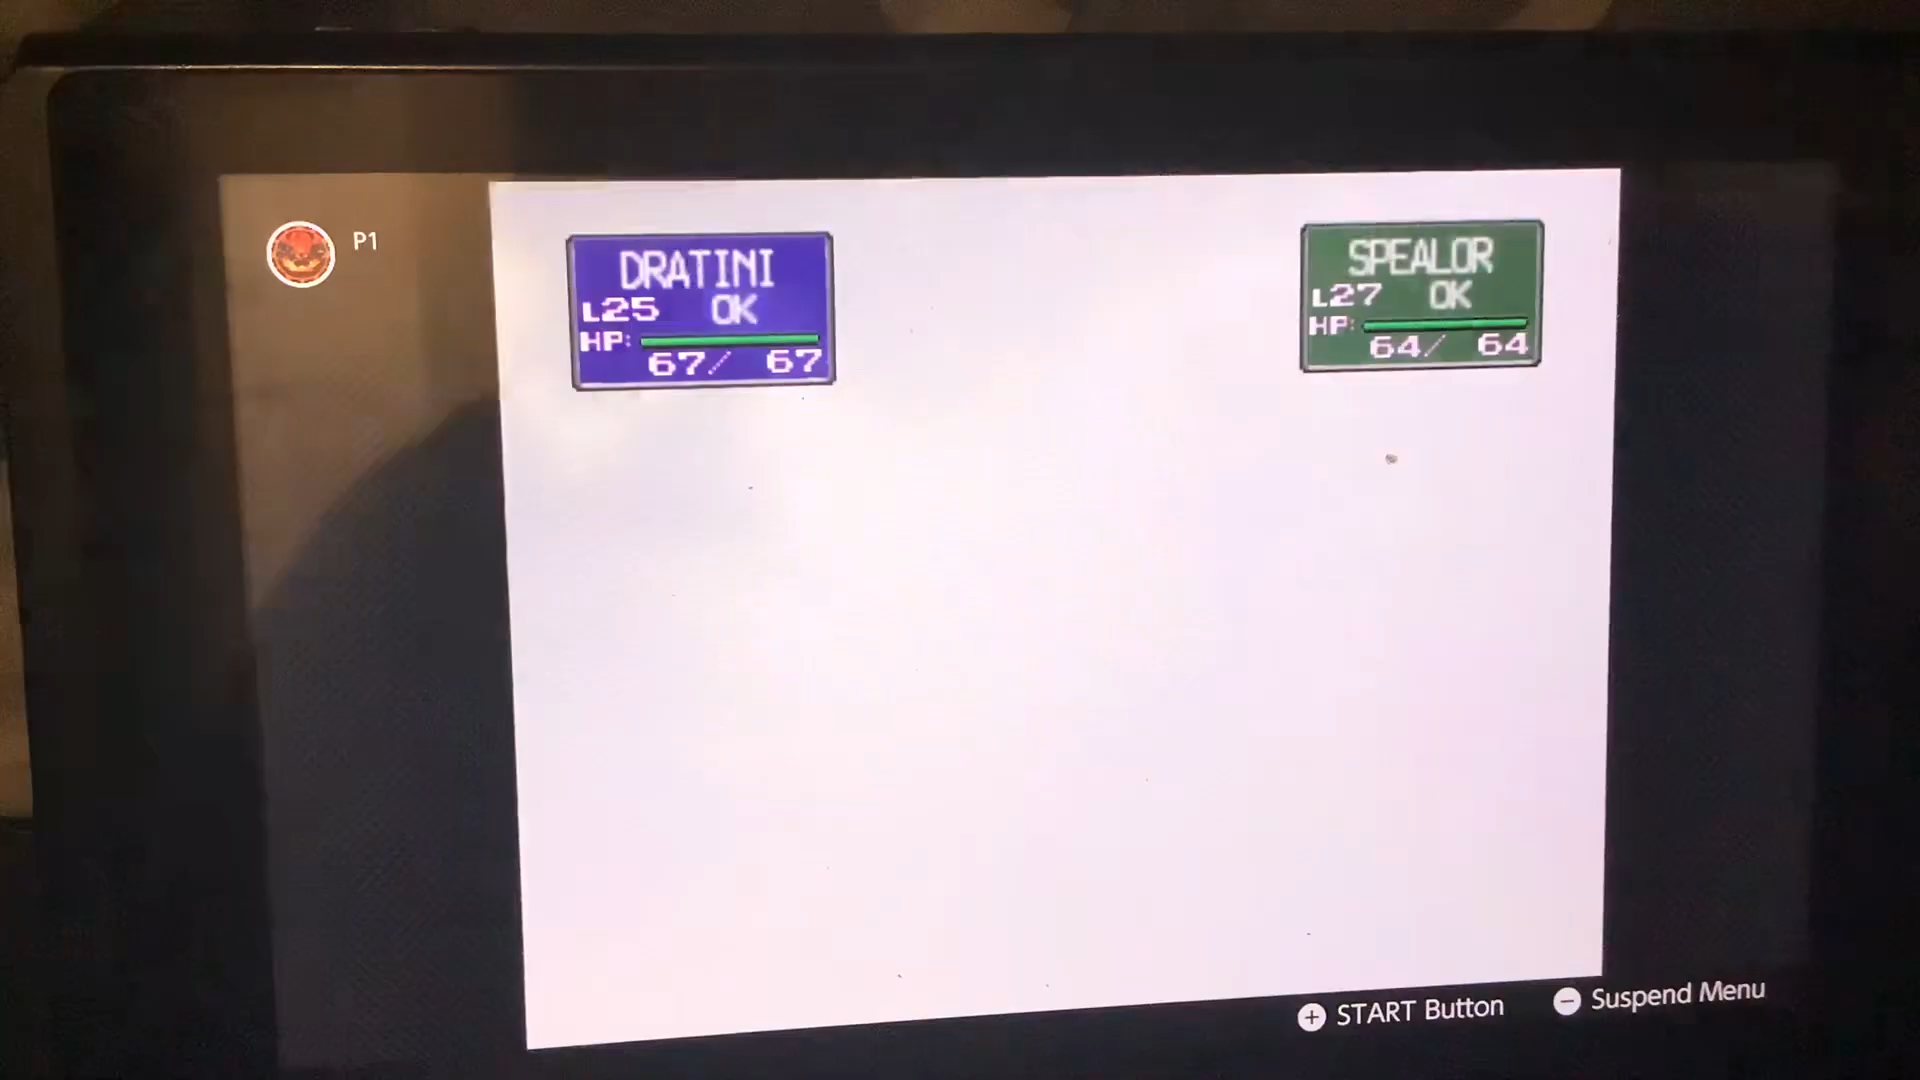 P1
DRATINI
L25 OK
HP:
67/ 67
SPEALOR
L27 OK
HP:
64/ 64
START Button
Suspend Menu